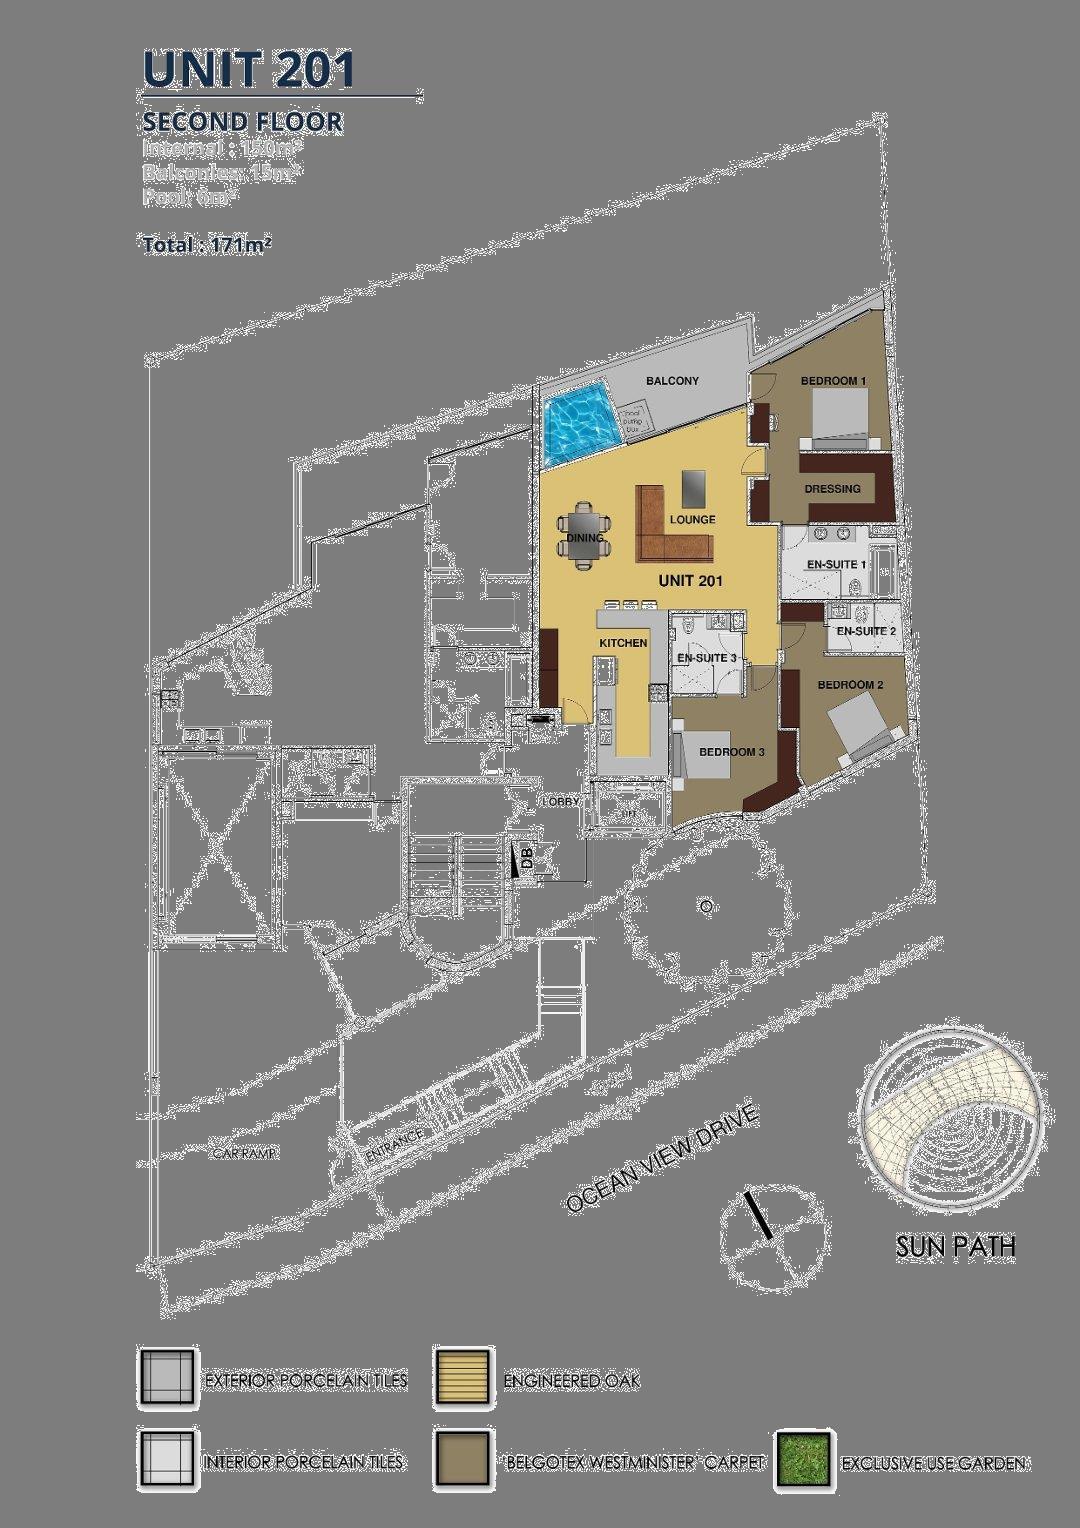 UNIT 201
SECOND FLOOR
Internal : 150m²
Balconies: 15m²
Pool: 6m²
Total : 171m²
BALCONY
BEDROOM 1
pool
pump
box
DRESSING
LOUNGE
DINING
EN-SUITE 1
UNIT 201
EN-SUITE 2
KITCHEN
EN-SUITE 3
BEDROOM 2
BEDROOM 3
LOBBY
LIFT
DB
CAR RAMP
ENTRANCE
OCEAN VIEW DRIVE
SUN PATH
EXTERIOR PORCELAIN TILES
ENGINEERED OAK
INTERIOR PORCELAIN TILES
'BELGOTEX WESTMINISTER' CARPET
EXCLUSIVE USE GARDEN